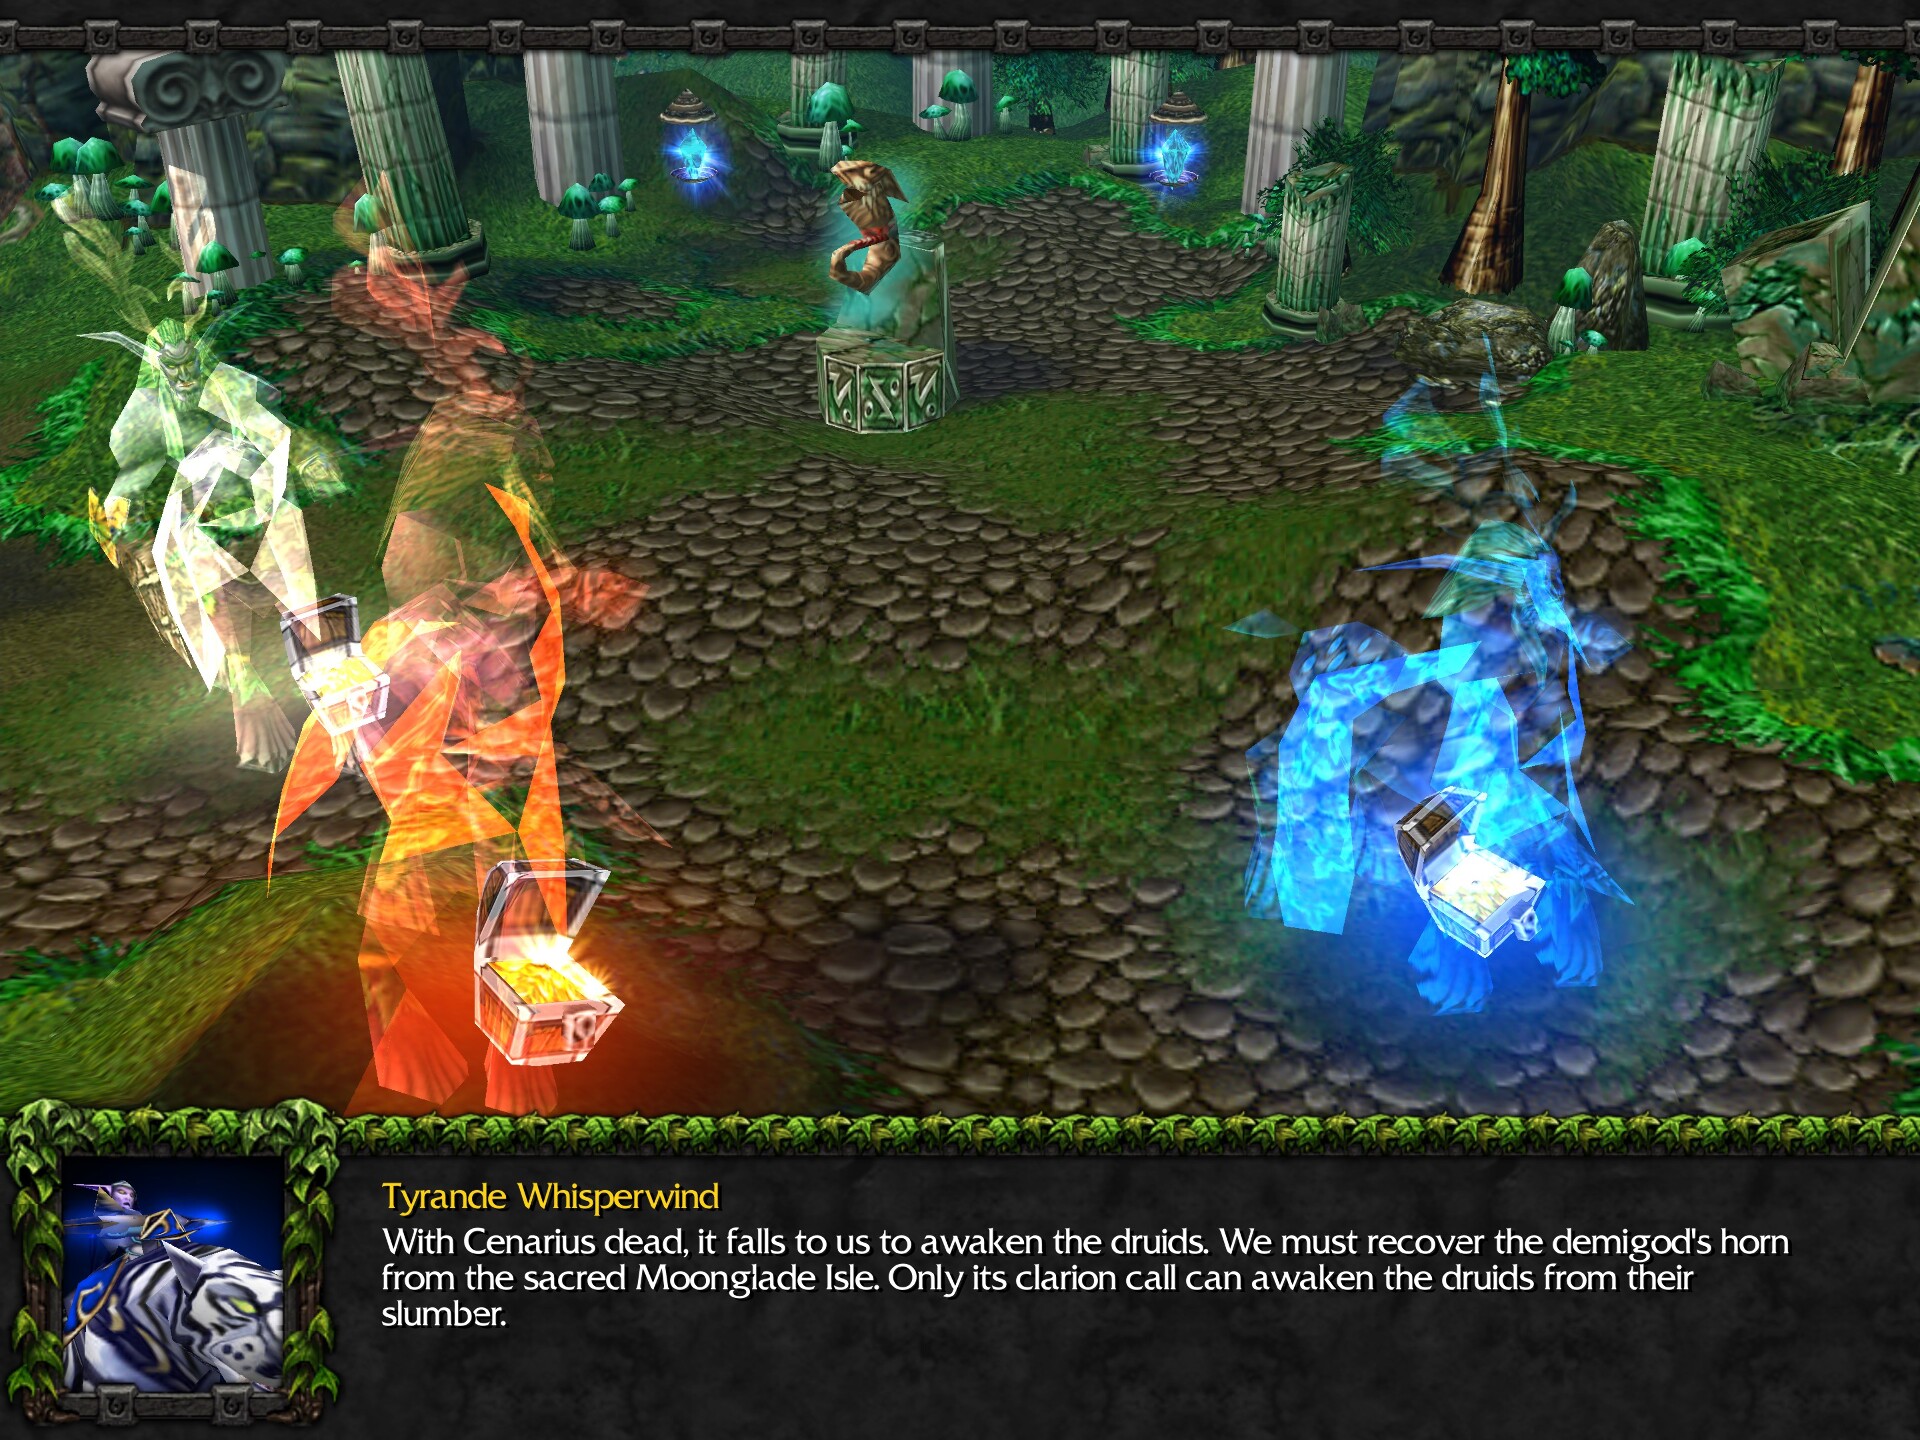 Tyrande Whisperwind
With Cenarius dead, it falls to us to awaken the druids. We must recover the demigod's horn
from the sacred Moonglade Isle. Only its clarion call can awaken the druids from their
slumber.